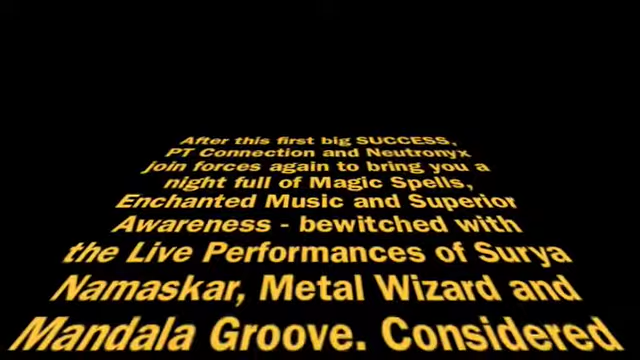 After this first big SUCCESS,
PT Connection and Neutronyx
join forces again to bring you a
night full of Magic Spells,
Enchanted Music and Superior
Awareness - bewitched with
the Live Performances of Surya
Namaskar, Metal Wizard and
Mandala Groove. Considered